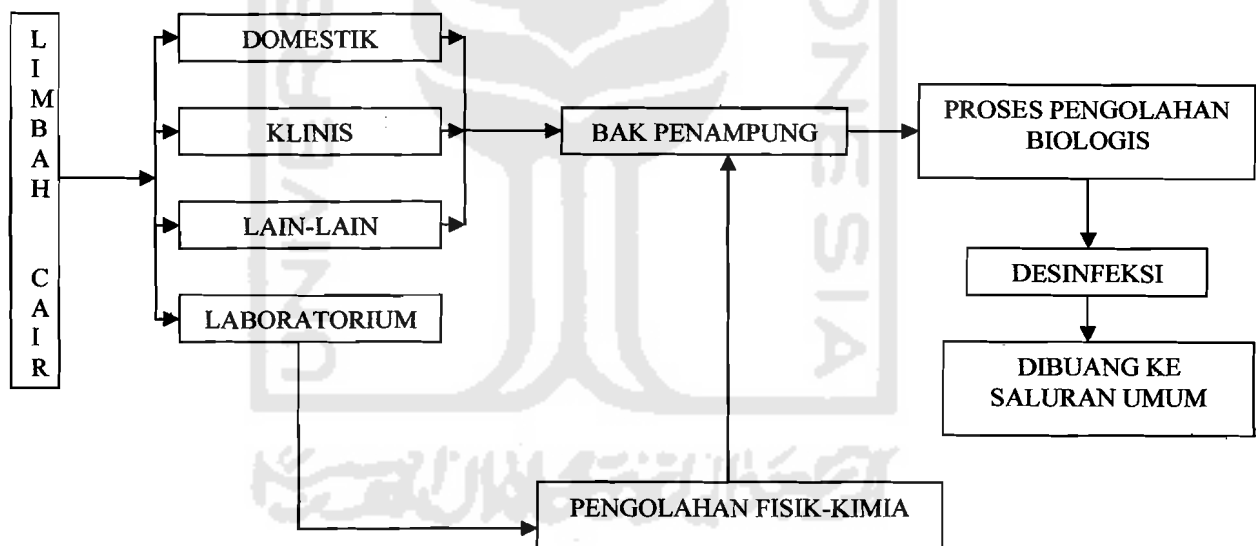 LIMBAH CAIR
DOMESTIK
KLINIS
LAIN-LAIN
LABORATORIUM
BAK PENAMPUNG
PROSES PENGOLAHAN
BIOLOGIS
DESINFEKSI
DIBUANG KE
SALURAN UMUM
PENGOLAHAN FISIK-KIMIA